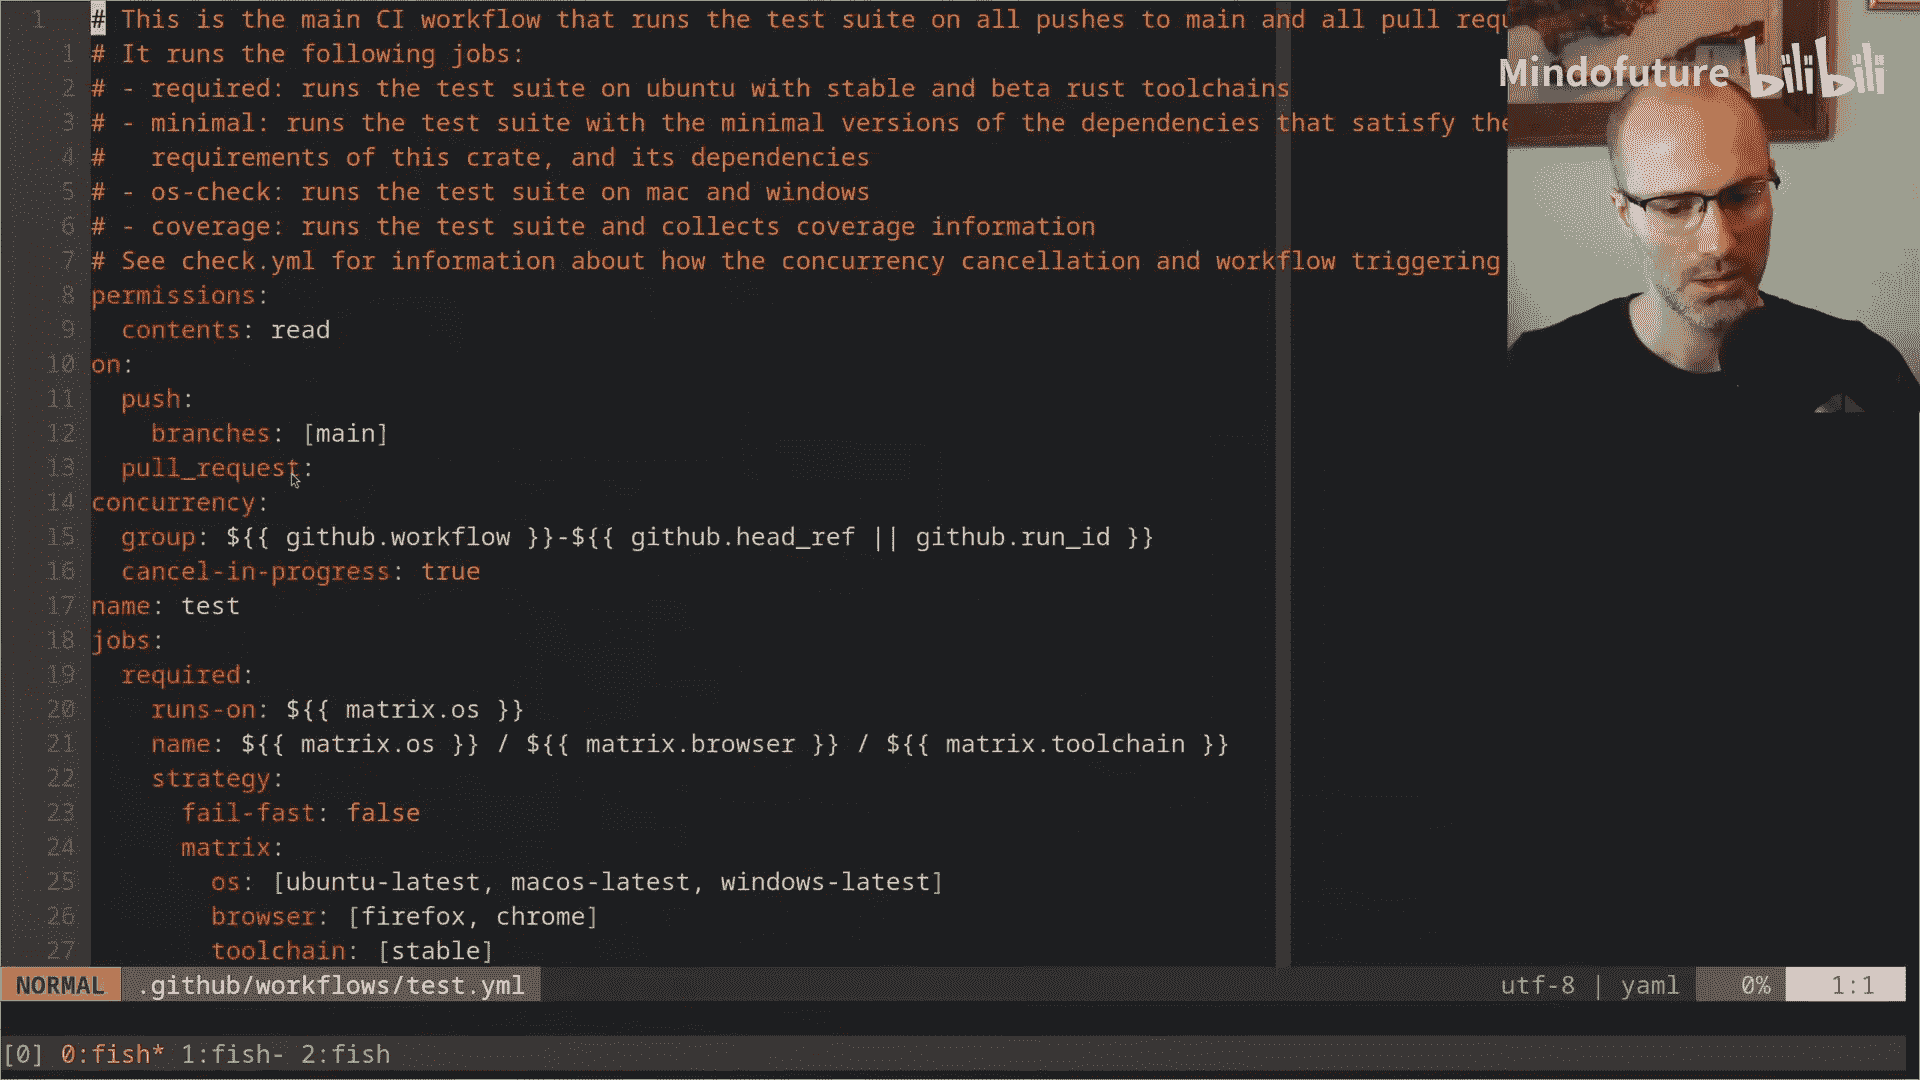 1 # This is the main CI workflow that runs the test suite on all pushes to main and all pull
1 # It runs the following jobs:
2 # - required: runs the test suite on ubuntu with stable and beta rust toolchains
3 # - minimal: runs the test suite with the minimal versions of the dependencies that satisfy the
4 #   requirements of this crate, and its dependencies
5 # - os-check: runs the test suite on mac and windows
6 # - coverage: runs the test suite and collects coverage information
7 # See check.yml for information about how the concurrency cancellation and workflow triggering
8 permissions:
9   contents: read
10 on:
11   push:
12     branches: [main]
13   pull_request:
14 concurrency:
15   group: ${{ github.workflow }}-${{ github.head_ref || github.run_id }}
16   cancel-in-progress: true
17 name: test
18 jobs:
19   required:
20     runs-on: ${{ matrix.os }}
21     name: ${{ matrix.os }} / ${{ matrix.browser }} / ${{ matrix.toolchain }}
22     strategy:
23       fail-fast: false
24       matrix:
25         os: [ubuntu-latest, macos-latest, windows-latest]
26         browser: [firefox, chrome]
27         toolchain: [stable]
NORMAL .github/workflows/test.yml utf-8 | yaml 0% 1:1
[0] 0:fish* 1:fish- 2:fish
Mindofuture bilibili